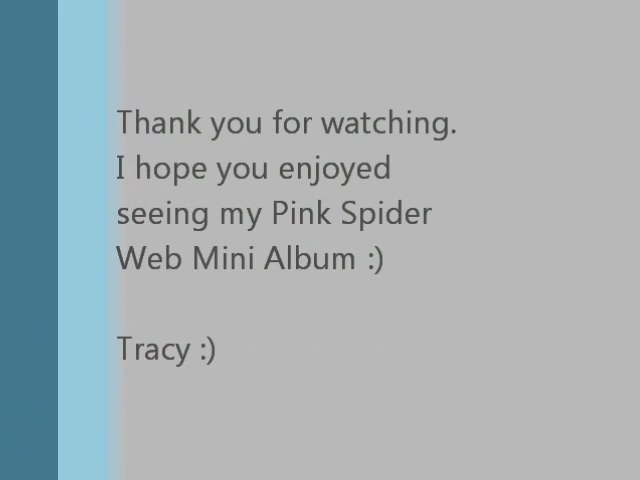 Thank you for watching.
I hope you enjoyed
seeing my Pink Spider
Web Mini Album :)
Tracy :)